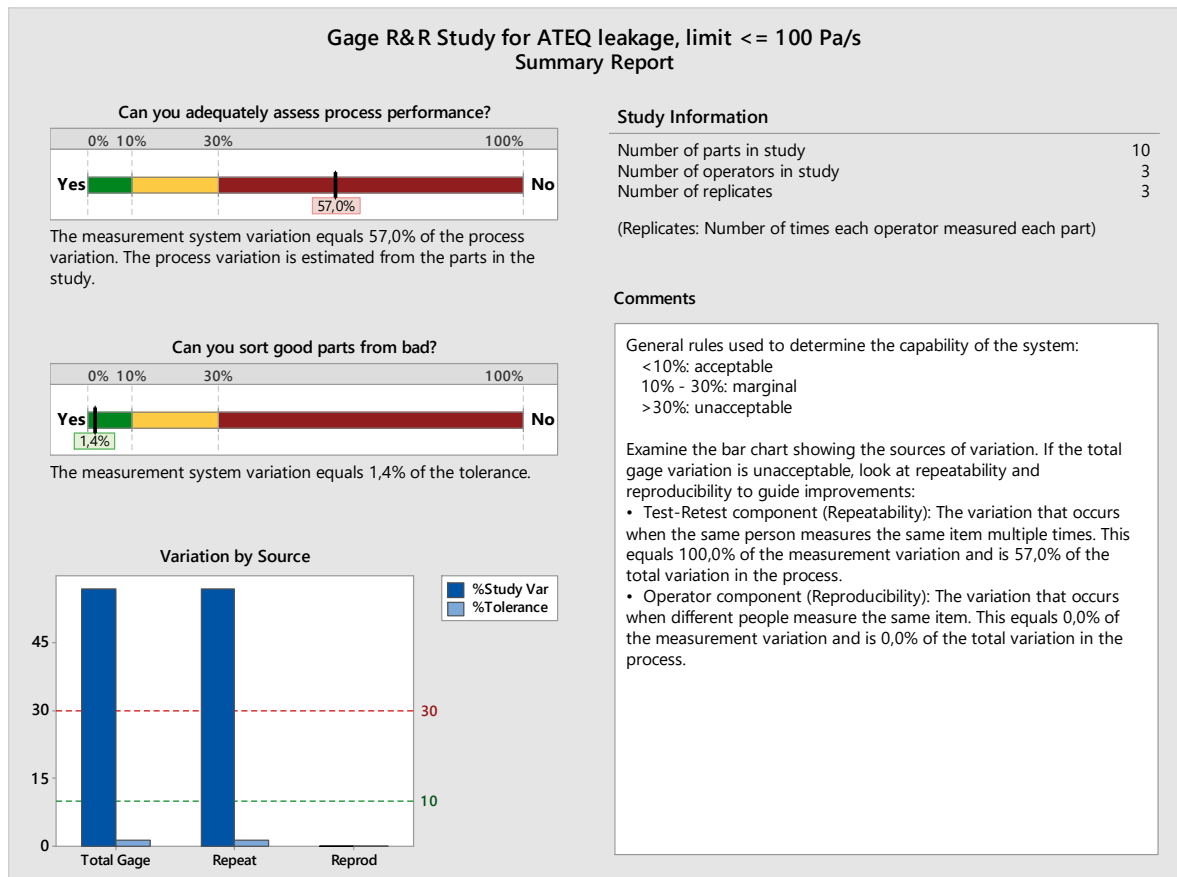 Gage R&R Study for ATEQ leakage, limit <= 100 Pa/s
Summary Report
Can you adequately assess process performance?
0% 10% 30% 100%
Yes No
57,0%
The measurement system variation equals 57,0% of the process
variation. The process variation is estimated from the parts in the
study.
Can you sort good parts from bad?
0% 10% 30% 100%
Yes No
1,4%
The measurement system variation equals 1,4% of the tolerance.
Variation by Source
%Study Var
%Tolerance
45
30 30
15
10
0
Total Gage Repeat Reprod
Study Information
Number of parts in study 10
Number of operators in study 3
Number of replicates 3
(Replicates: Number of times each operator measured each part)
Comments
General rules used to determine the capability of the system:
<10%: acceptable
10% - 30%: marginal
>30%: unacceptable
Examine the bar chart showing the sources of variation. If the total
gage variation is unacceptable, look at repeatability and
reproducibility to guide improvements:
• Test-Retest component (Repeatability): The variation that occurs
when the same person measures the same item multiple times. This
equals 100,0% of the measurement variation and is 57,0% of the
total variation in the process.
• Operator component (Reproducibility): The variation that occurs
when different people measure the same item. This equals 0,0% of
the measurement variation and is 0,0% of the total variation in the
process.